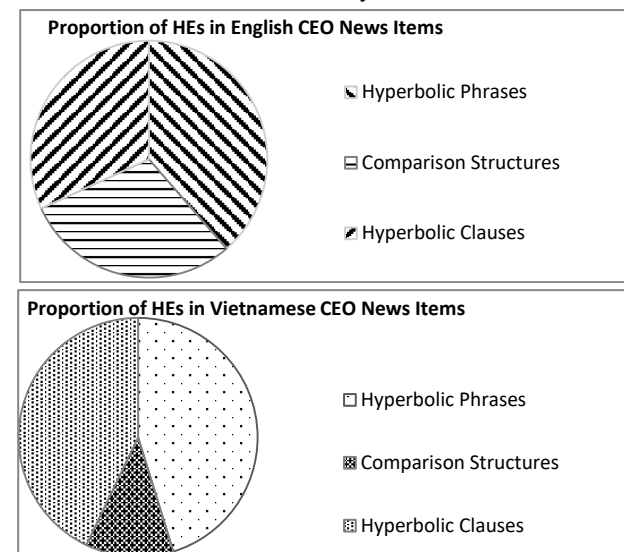 Proportion of HEs in English CEO News Items
Hyperbolic Phrases
Comparison Structures
Hyperbolic Clauses
Proportion of HEs in Vietnamese CEO News Items
Hyperbolic Phrases
Comparison Structures
Hyperbolic Clauses